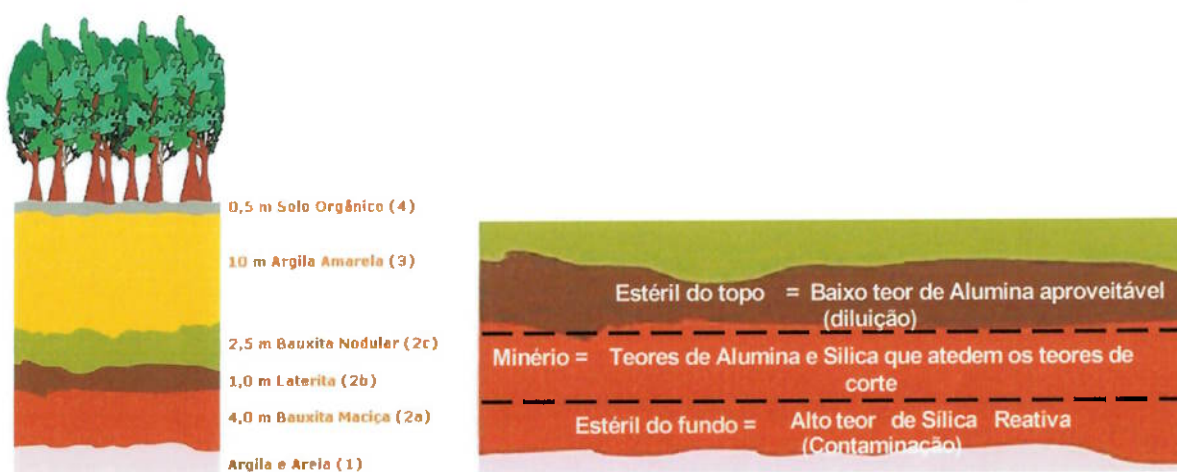 0,5 m Solo Orgânico (4)
10 m Argila Amarela (3)
2,5 m Bauxita Nodular (2c)
1,0 m Laterita (2b)
4,0 m Bauxita Maciça (2a)
Argila e Areia (1)
Estéril do topo = Baixo teor de Alumina aproveitável
(diluição)
Minério = Teores de Alumina e Silica que atedem os teores de
corte
Estéril do fundo = Alto teor de Sílica Reativa
(Contaminação)